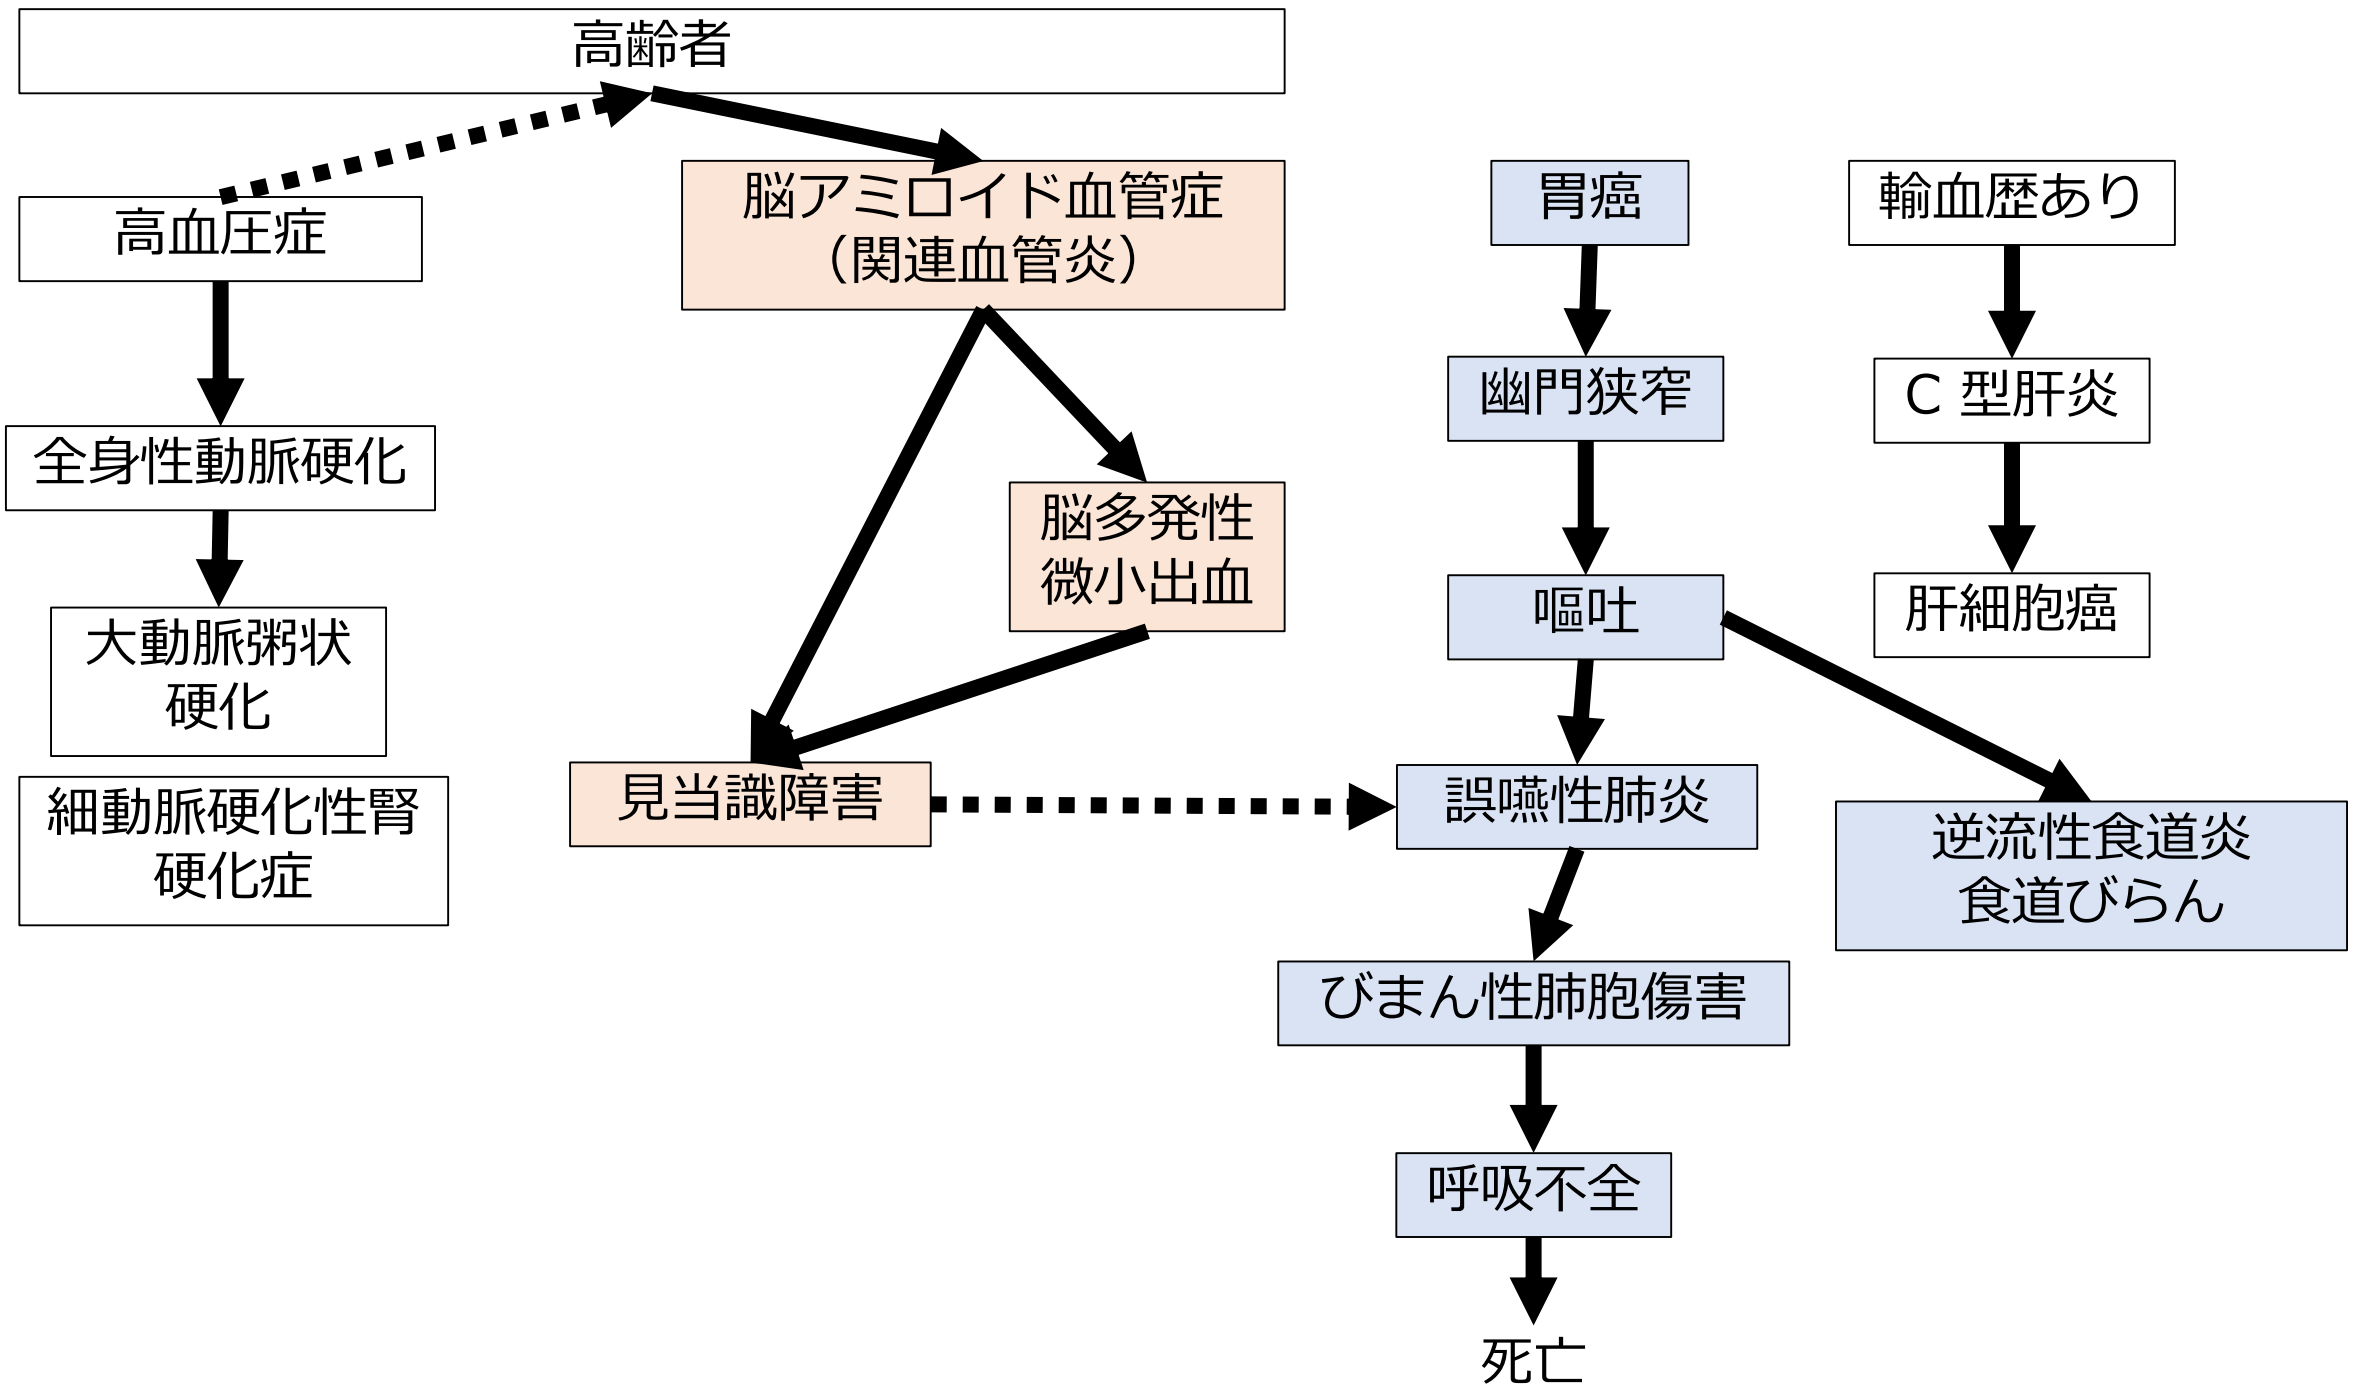 高齢者
高血圧症
全身性動脈硬化
大動脈粥状
硬化
細動脈硬化性腎
硬化症
脳アミロイド血管症
（関連血管炎）
脳多発性
微小出血
見当識障害
胃癌
幽門狭窄
嘔吐
誤嚥性肺炎
びまん性肺胞傷害
呼吸不全
死亡
輸血歴あり
C 型肝炎
肝細胞癌
逆流性食道炎
食道びらん